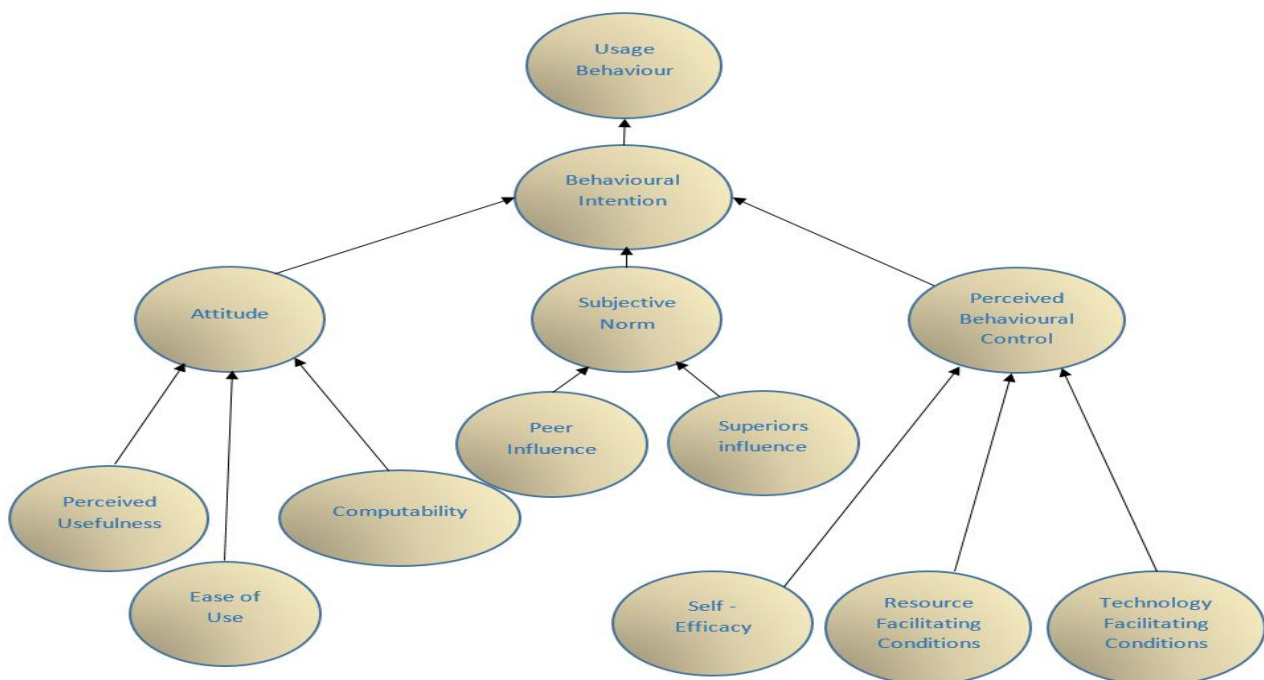 Usage
Behaviour
Behavioural
Intention
Attitude
Subjective
Norm
Perceived
Behavioural
Control
Peer
Influence
Superiors
influence
Perceived
Usefulness
Computability
Ease of
Use
Self -
Efficacy
Resource
Facilitating
Conditions
Technology
Facilitating
Conditions